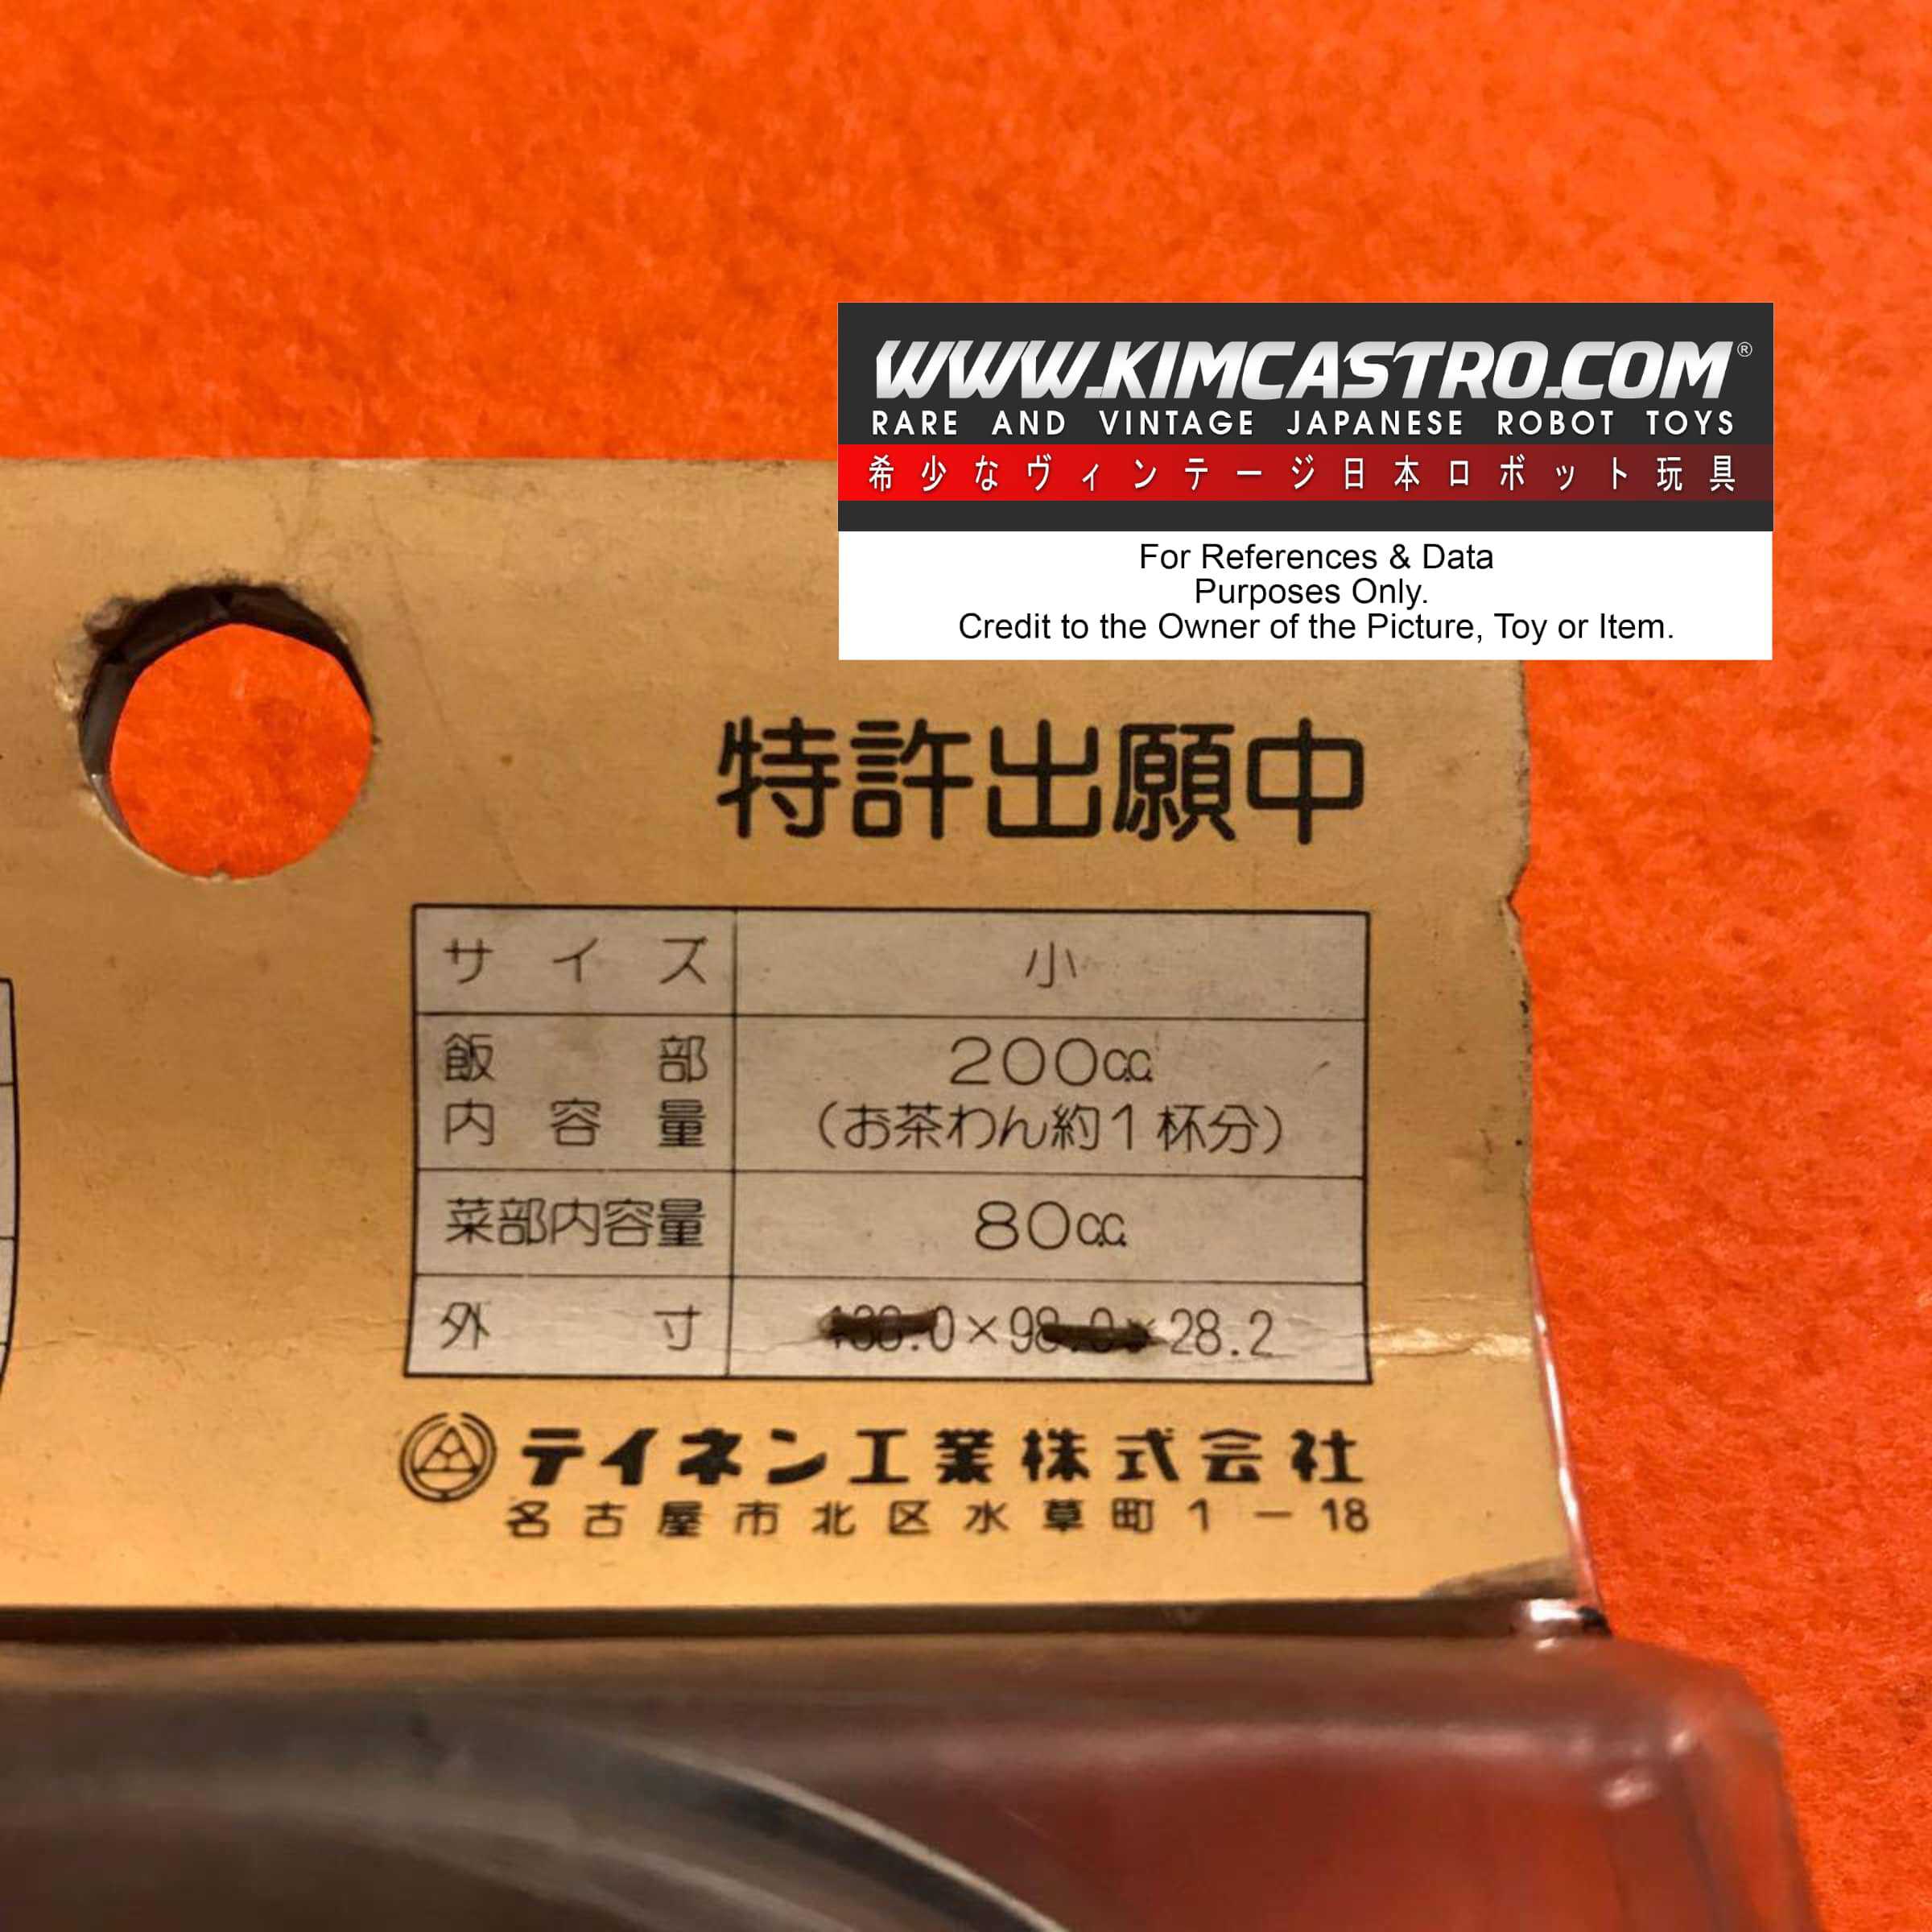 WWW.KIMCASTRO.COM®
RARE AND VINTAGE JAPANESE ROBOT TOYS
希少なヴィンテージ日本ロボット玩具
For References & Data
Purposes Only.
Credit to the Owner of the Picture, Toy or Item.
特許出願中
サイズ 小
飯部 200cc
内容量 (お茶わん約1杯分)
菜部内容量 80cc
外寸 ×28.2
テイネン工業株式会社
名古屋市北区水草町1-18